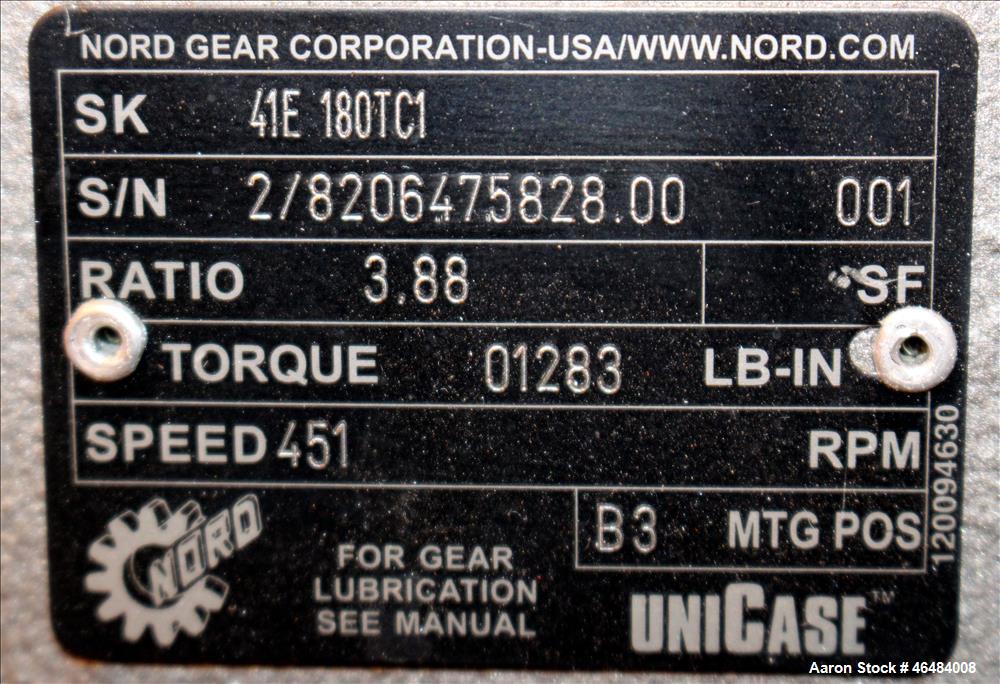 NORD GEAR CORPORATION-USA/WWW.NORD.COM
SK 41E 180TC1
S/N 2/8206475828.00 001
RATIO 3.88 SF
TORQUE 01283 LB-IN
SPEED 451 RPM
B3 MTG POS
120094630
NORD
FOR GEAR
LUBRICATION
SEE MANUAL
UNICASE™
Aaron Stock # 46484008